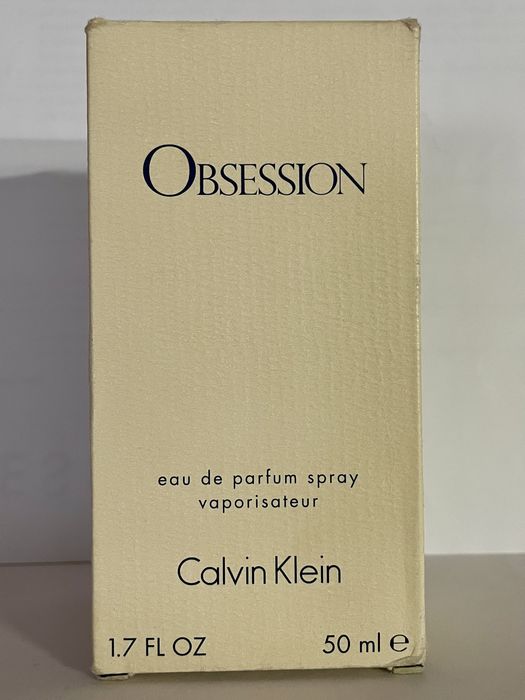 OBSESSION
eau de parfum spray
vaporisateur
Calvin Klein
1.7 FL OZ 50 ml ℮